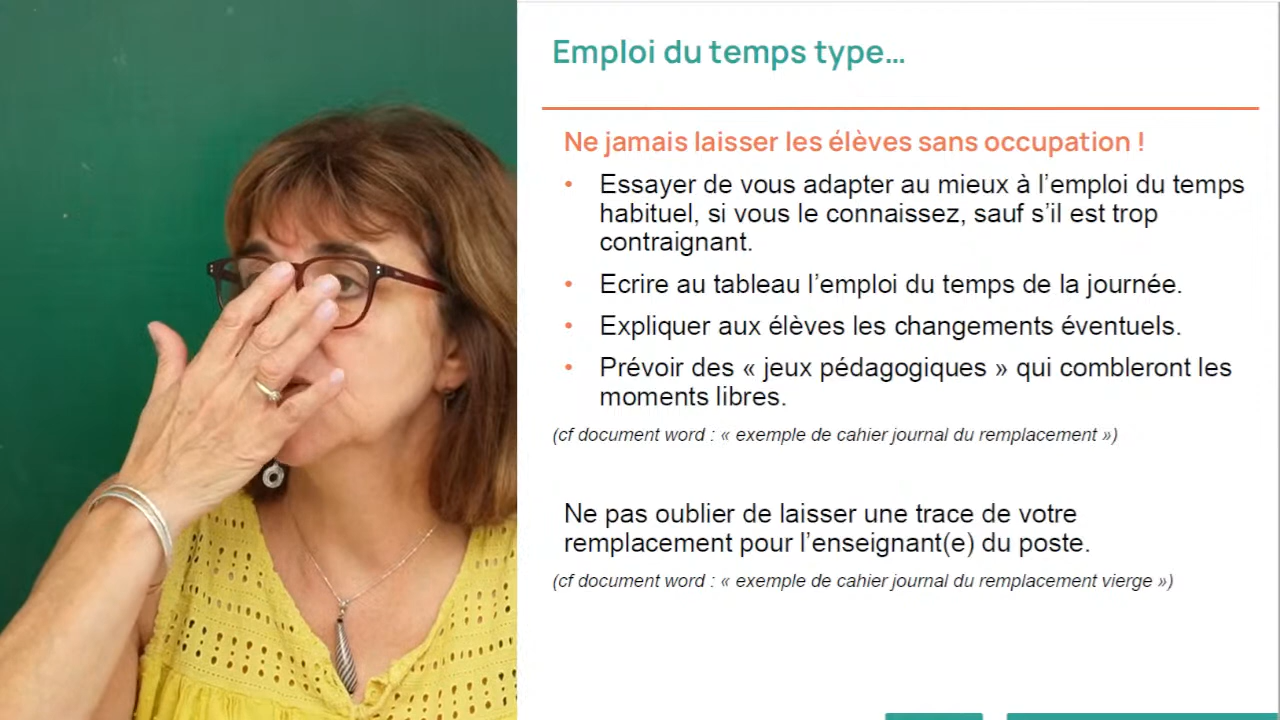 Emploi du temps type...
Ne jamais laisser les élèves sans occupation !
• Essayer de vous adapter au mieux à l’emploi du temps
habituel, si vous le connaissez, sauf s’il est trop
contraignant.
• Ecrire au tableau l’emploi du temps de la journée.
• Expliquer aux élèves les changements éventuels.
• Prévoir des « jeux pédagogiques » qui combleront les
moments libres.
(cf document word : « exemple de cahier journal du remplacement »)
Ne pas oublier de laisser une trace de votre
remplacement pour l’enseignant(e) du poste.
(cf document word : « exemple de cahier journal du remplacement vierge »)